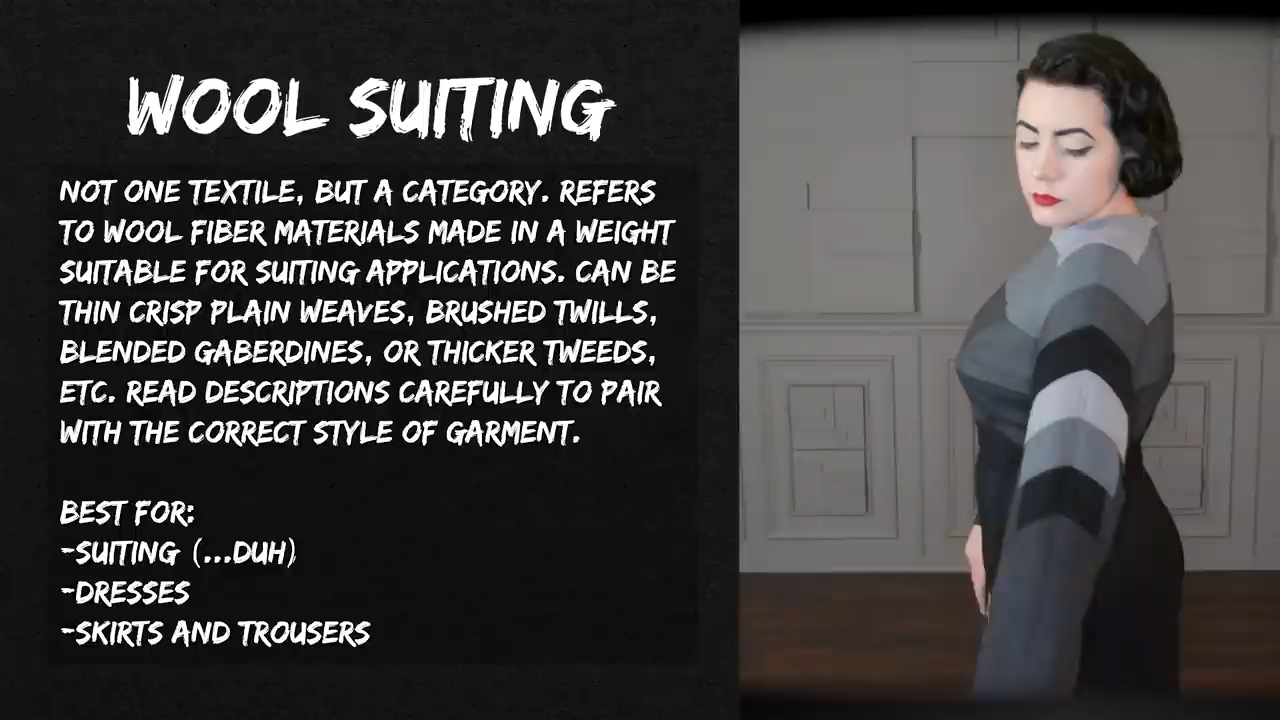 WOOL SUITING
NOT ONE TEXTILE, BUT A CATEGORY. REFERS
TO WOOL FIBER MATERIALS MADE IN A WEIGHT
SUITABLE FOR SUITING APPLICATIONS. CAN BE
THIN CRISP PLAIN WEAVES, BRUSHED TWILLS,
BLENDED GABERDINES, OR THICKER TWEEDS,
ETC. READ DESCRIPTIONS CAREFULLY TO PAIR
WITH THE CORRECT STYLE OF GARMENT.
BEST FOR:
-SUITING (...DUH)
-DRESSES
-SKIRTS AND TROUSERS